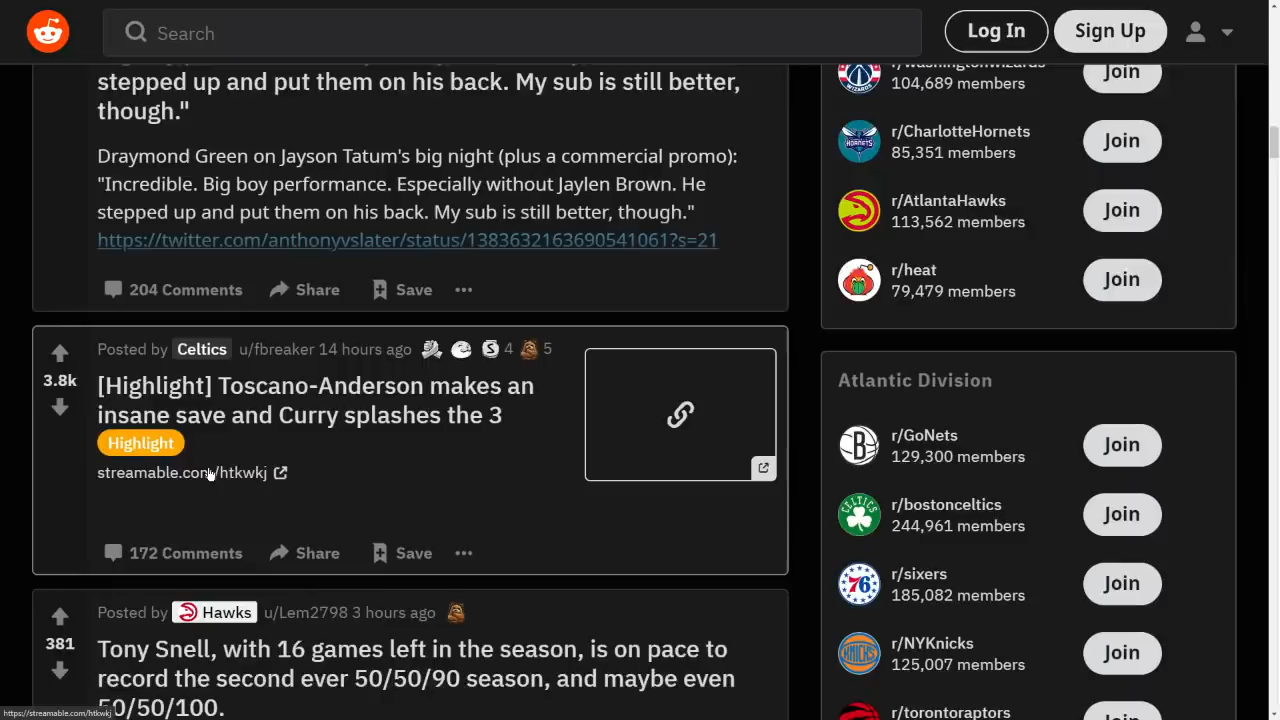 Search
Log In
Sign Up
stepped up and put them on his back. My sub is still better,
though."
Draymond Green on Jayson Tatum's big night (plus a commercial promo):
"Incredible. Big boy performance. Especially without Jaylen Brown. He
stepped up and put them on his back. My sub is still better, though."
https://twitter.com/anthonyvslater/status/1383632163690541061?s=21
204 Comments
Share
Save
Posted by Celtics u/fbreaker 14 hours ago 4 5
3.8k
[Highlight] Toscano-Anderson makes an
insane save and Curry splashes the 3
Highlight
streamable.com/htkwkj
172 Comments
Share
Save
Posted by Hawks u/Lem2798 3 hours ago
381
Tony Snell, with 16 games left in the season, is on pace to
record the second ever 50/50/90 season, and maybe even
50/50/100.
https://streamable.com/htkwkj
r/washingtonwizards
104,689 members
Join
r/CharlotteHornets
85,351 members
Join
r/AtlantaHawks
113,562 members
Join
r/heat
79,479 members
Join
Atlantic Division
r/GoNets
129,300 members
Join
r/bostonceltics
244,961 members
Join
r/sixers
185,082 members
Join
r/NYKnicks
125,007 members
Join
r/torontoraptors
Join